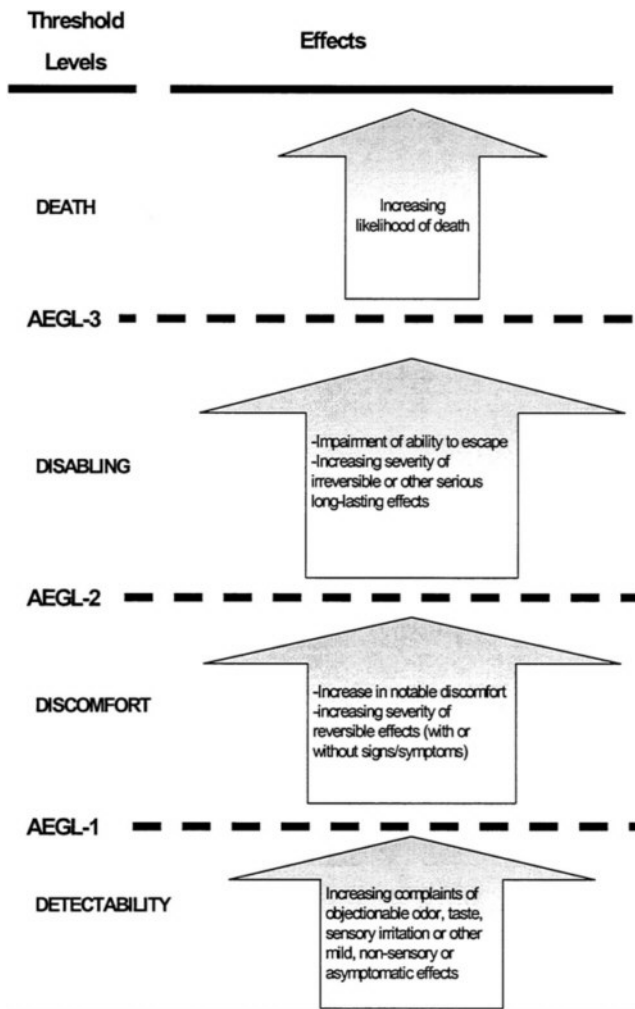 Threshold
Levels
Effects
Increasing
likelihood of death
DEATH
AEGL-3
-Impairment of ability to escape
-Increasing severity of
irreversible or other serious
long-lasting effects
DISABLING
AEGL-2
-Increase in notable discomfort
-increasing severity of
reversible effects (with or
without signs/symptoms)
DISCOMFORT
AEGL-1
DETECTABILITY
Increasing complaints of
objectionable odor, taste,
sensory irritation or other
mild, non-sensory or
asymptomatic effects